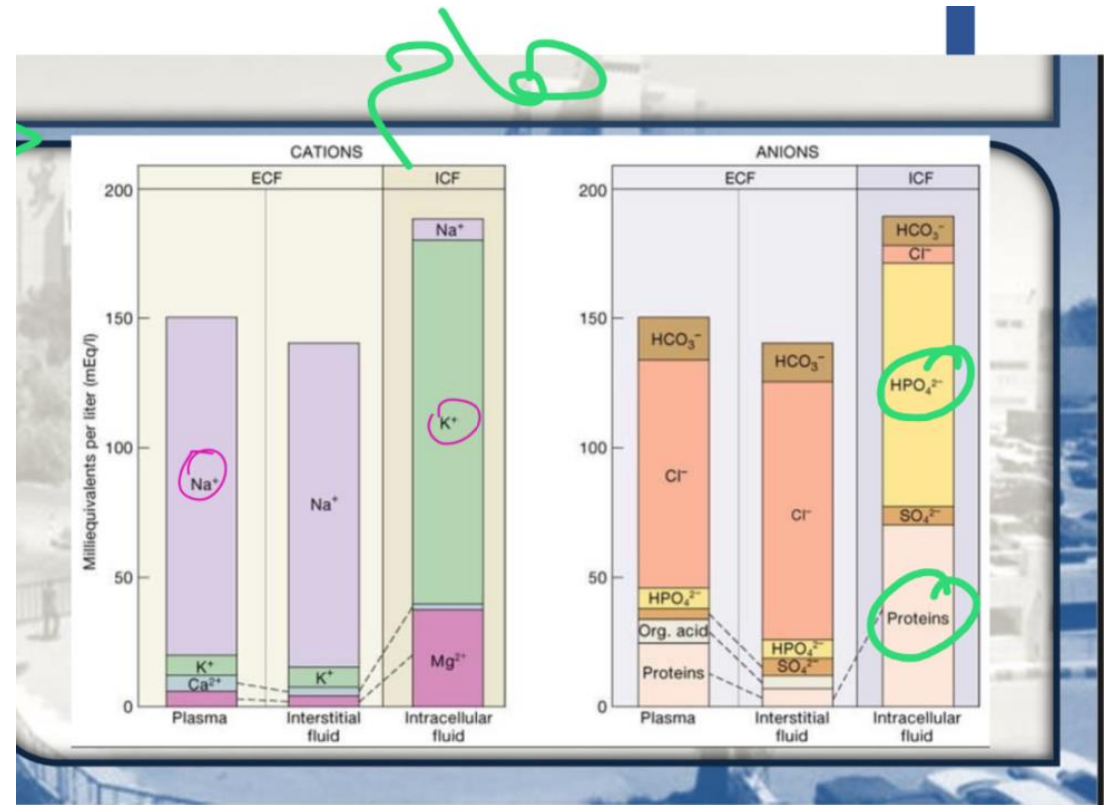 CATIONS
ECF ICF
200
150
100
50
0
Milliequivalents per liter (mEq/l)
Na⁺
K⁺
Ca²⁺
Na⁺
K⁺
Na⁺
K⁺
Mg²⁺
Plasma
Interstitial
fluid
Intracellular
fluid
ANIONS
ECF ICF
200
150
100
50
0
HCO₃⁻
Cl⁻
HPO₄²⁻
Org. acid
Proteins
HCO₃⁻
Cl⁻
HPO₄²⁻
SO₄²⁻
HCO₃⁻
Cl⁻
HPO₄²⁻
SO₄²⁻
Proteins
Plasma
Interstitial
fluid
Intracellular
fluid